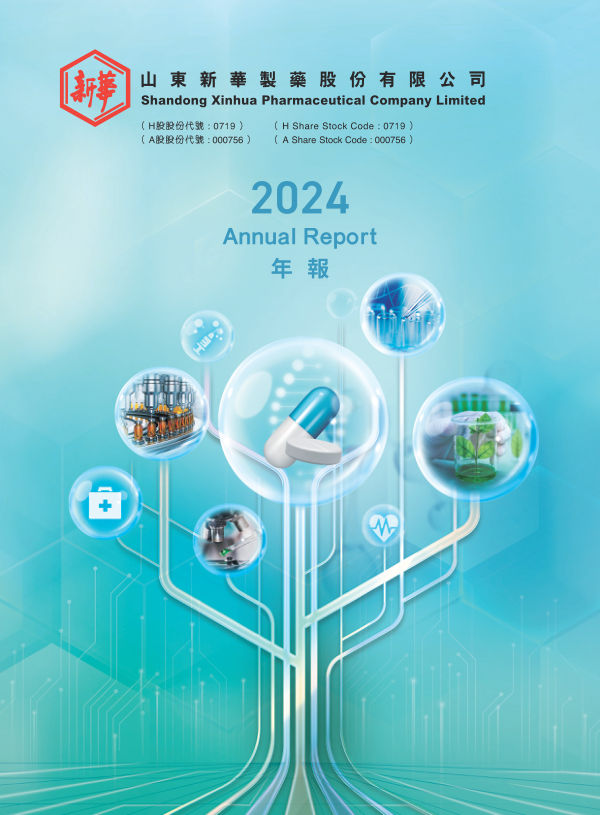 新華
山東新華製藥股份有限公司
Shandong Xinhua Pharmaceutical Company Limited
( H股股份代號 : 0719 ) ( H Share Stock Code : 0719 )
( A股股份代號 : 000756 ) ( A Share Stock Code : 000756 )
2024
Annual Report
年報